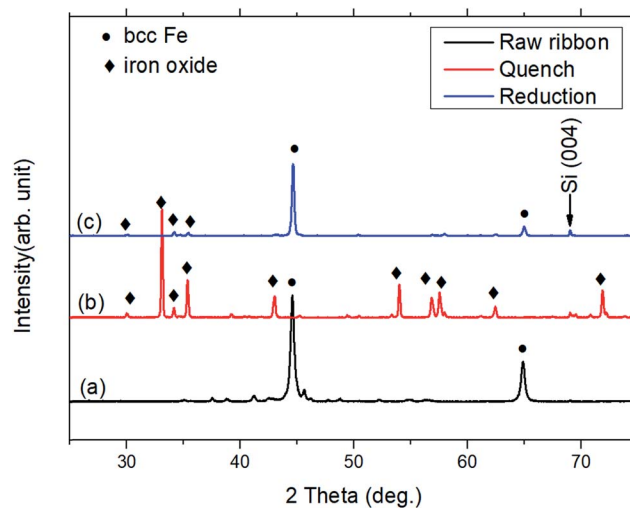 ● bcc Fe
♦ iron oxide
Raw ribbon
Quench
Reduction
Si (004)
(c)
(b)
(a)
Intensity(arb. unit)
30 40 50 60 70
2 Theta (deg.)